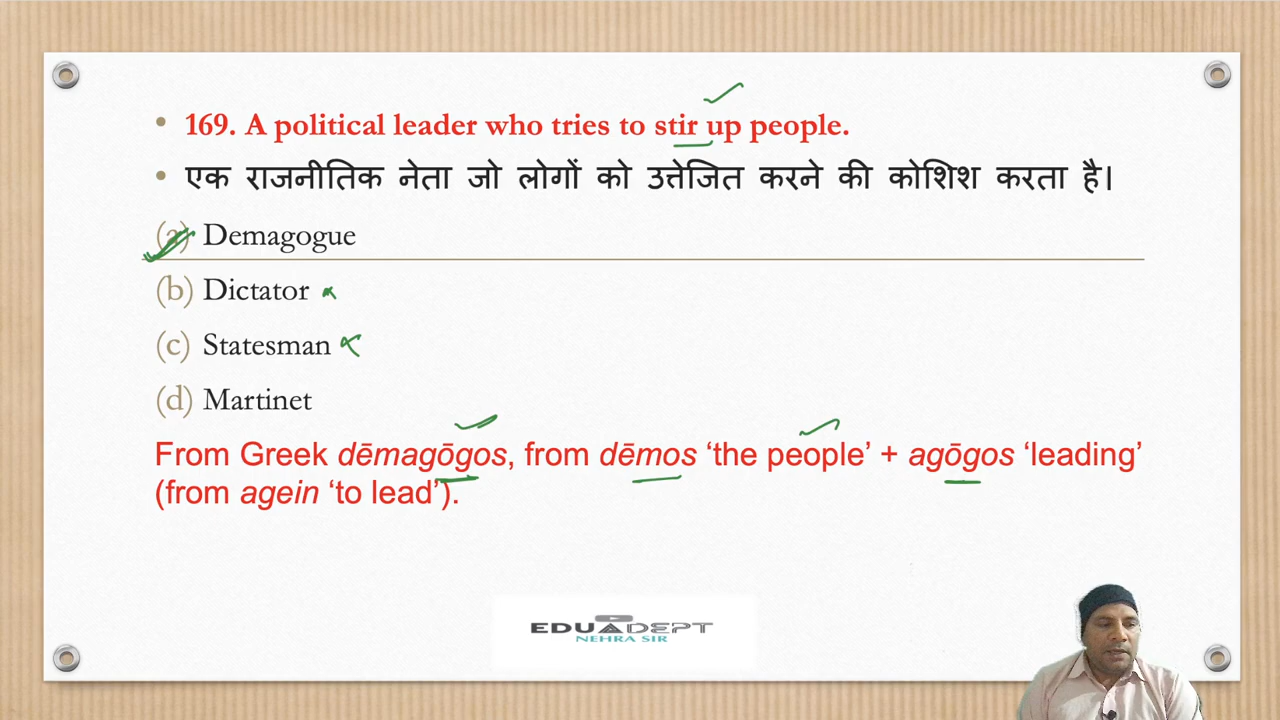 169. A political leader who tries to stir up people.
एक राजनीतिक नेता जो लोगों को उत्तेजित करने की कोशिश करता है।
(a) Demagogue
(b) Dictator
(c) Statesman
(d) Martinet
From Greek dēmagōgos, from dēmos ‘the people’ + agōgos ‘leading’
(from agein ‘to lead’).
EDUADEPT
NEHRA SIR